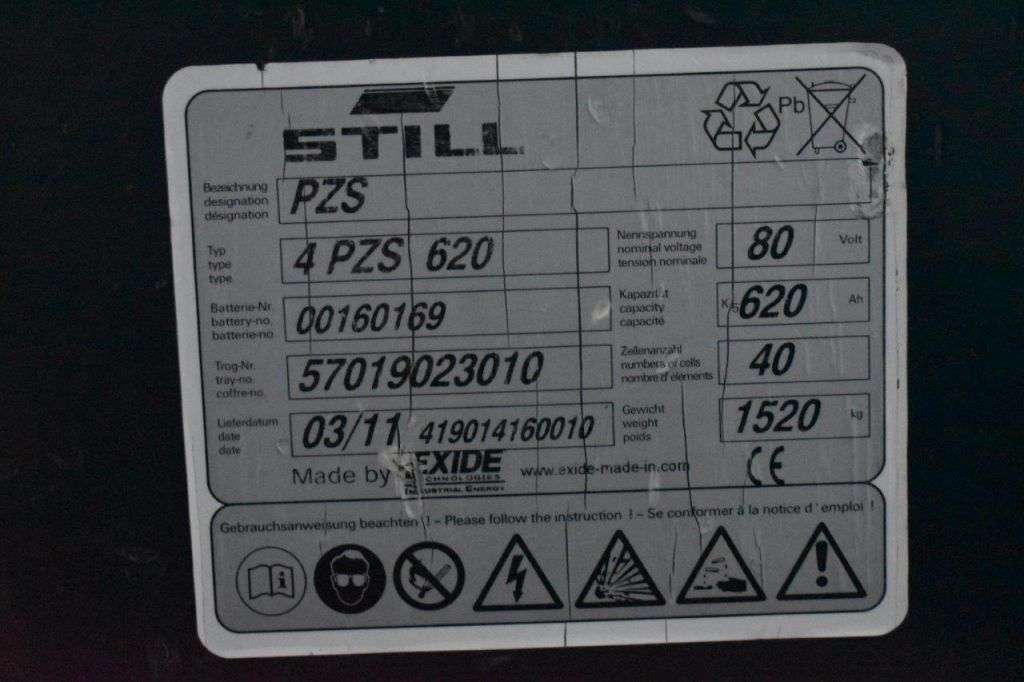 STILL
Pb
Bezeichnung
designation
désignation
PZS
Typ
type
type
4 PZS 620
Nennspannung
nominal voltage
tension nominale
80 Volt
Batterie-Nr.
battery-no.
batterie-no
00160169
Kapazität
capacity
capacité
K5 620 Ah
Trog-Nr.
tray-no.
coffre-no.
57019023010
Zellenanzahl
numbers of cells
nombre d'éléments
40
Lieferdatum
date
date
03/11 419014160010
Gewicht
weight
poids
1520 kg
Made by EXIDE
TECHNOLOGIES
INDUSTRIAL ENERGY
www.exide-made-in.com
CE
Gebrauchsanweisung beachten ! – Please follow the instruction ! – Se conformer à la notice d'emploi !